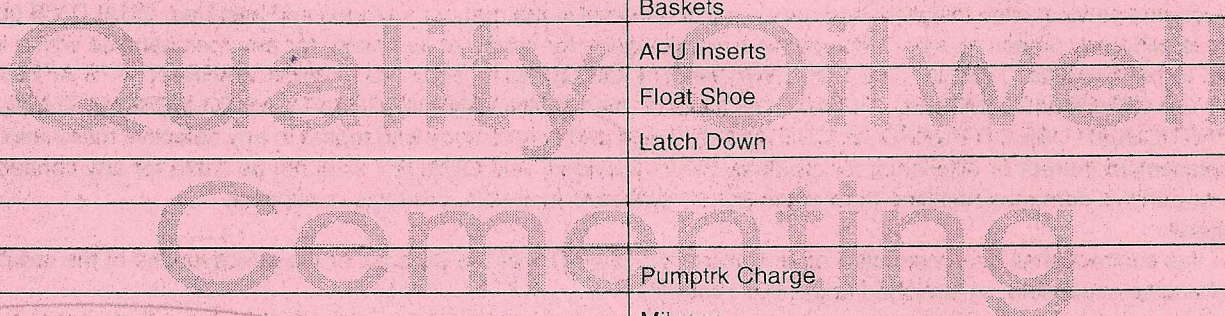 Baskets
Quality Oilwell
AFU Inserts
Float Shoe
Latch Down
Cementing
Pumptrk Charge